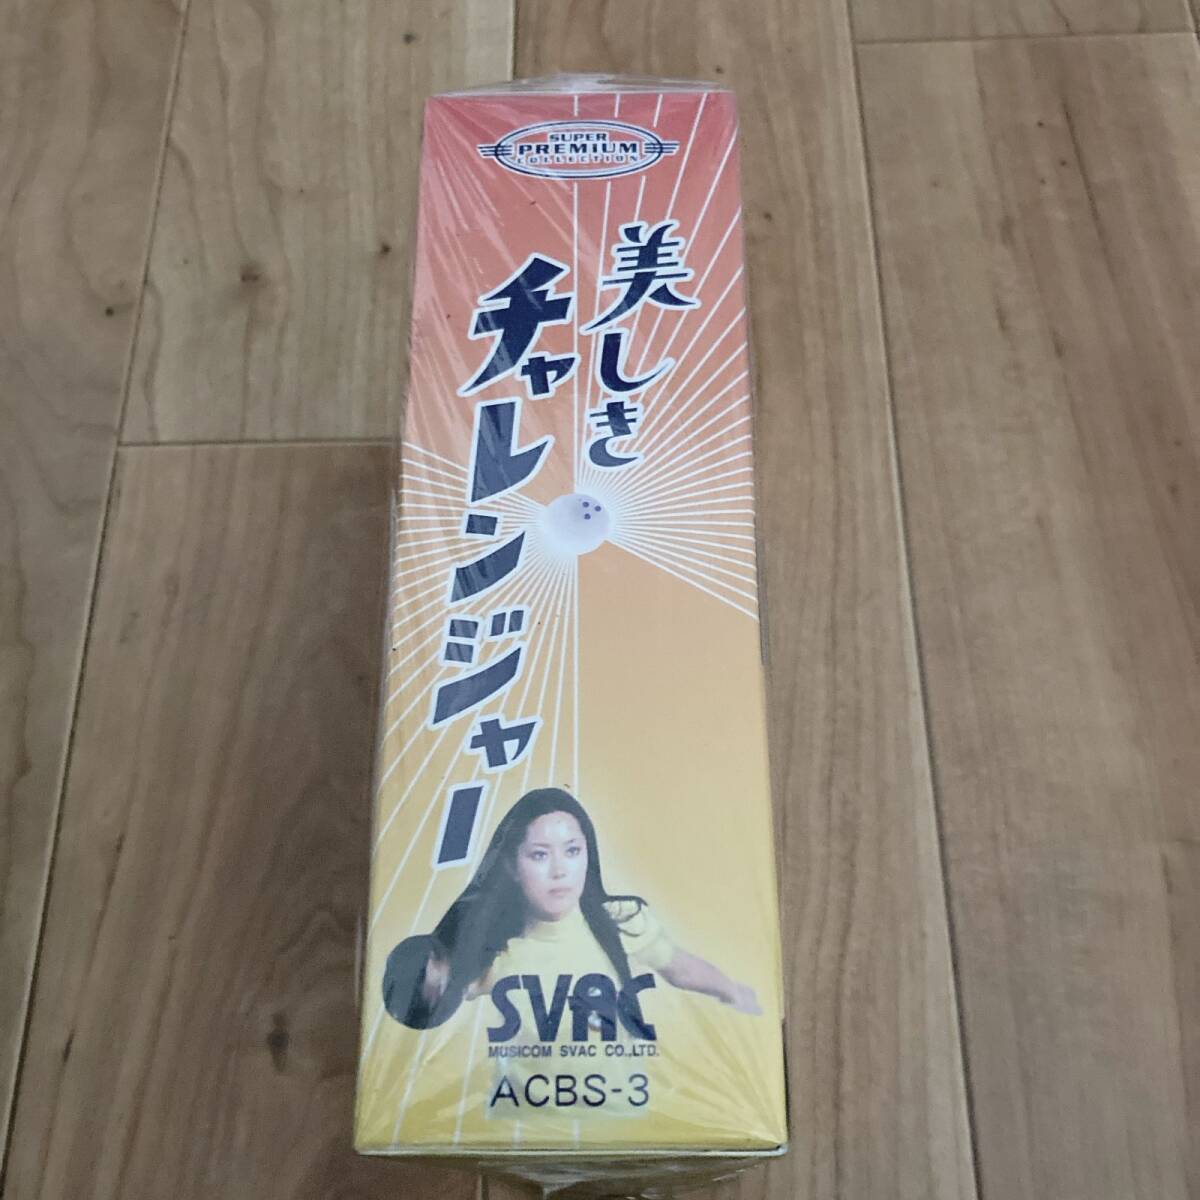 SUPER
PREMIUM
COLLECTION
美しき
チャレンジャー
SVAC
MUSICOM SVAC CO.,LTD.
ACBS-3